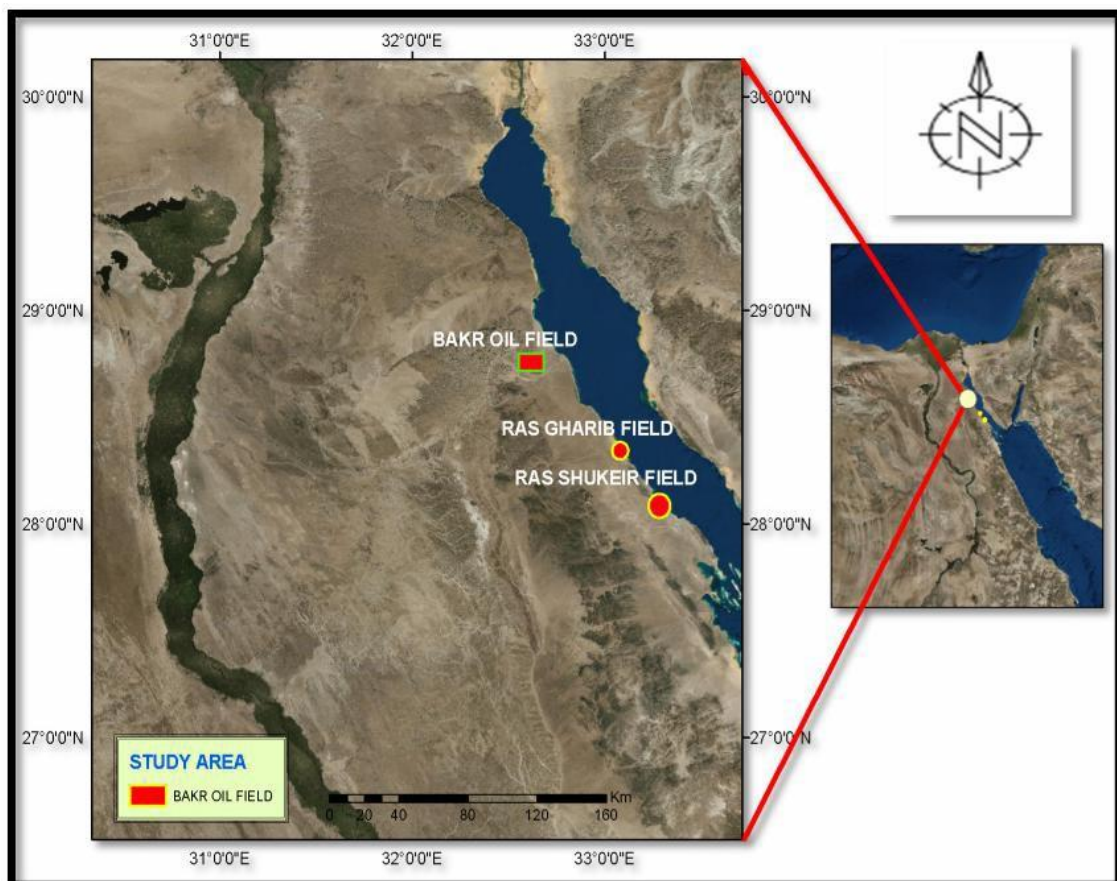 31°0'0"E 32°0'0"E 33°0'0"E
30°0'0"N 30°0'0"N
N
29°0'0"N 29°0'0"N
BAKR OIL FIELD
RAS GHARIB FIELD
RAS SHUKEIR FIELD
28°0'0"N 28°0'0"N
27°0'0"N 27°0'0"N
STUDY AREA
BAKR OIL FIELD
Km
0 20 40 80 120 160
31°0'0"E 32°0'0"E 33°0'0"E